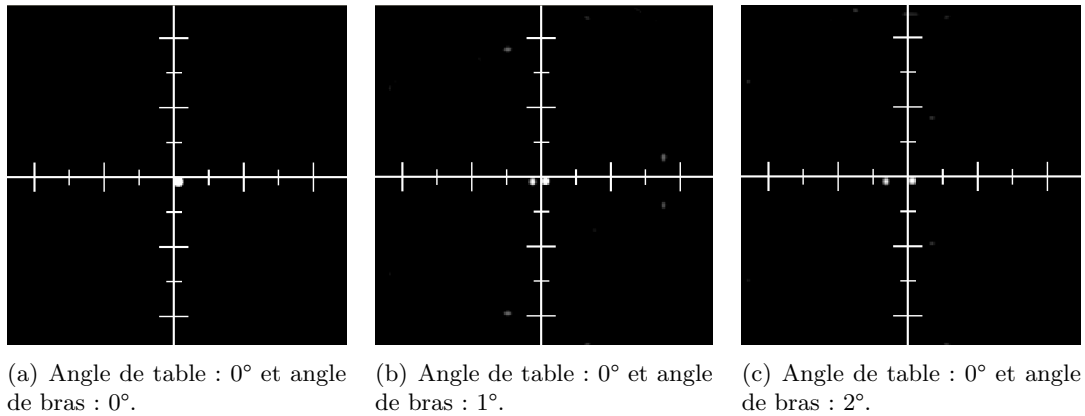 (a) Angle de table : 0° et angle
de bras : 0°.
(b) Angle de table : 0° et angle
de bras : 1°.
(c) Angle de table : 0° et angle
de bras : 2°.